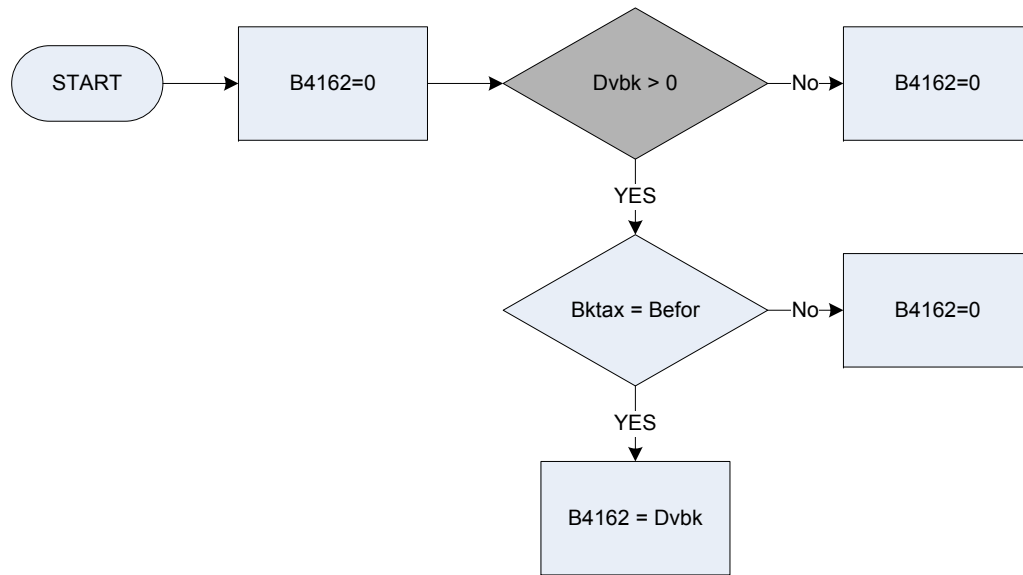 START
B4162=0
Dvbk > 0
No
B4162=0
YES
Bktax = Befor
No
B4162=0
YES
B4162 = Dvbk